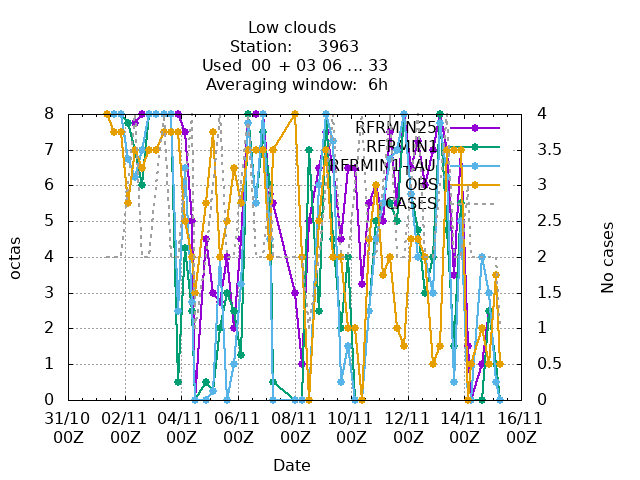 Low clouds
Station: 3963
Used 00 + 03 06 ... 33
Averaging window: 6h
8 4
7 3.5
6 3
5 2.5
4 2
3 1.5
2 1
1 0.5
0 0
RFRMIN25
RFRMIN1
RFRMIN1-AU
OBS
CASES
octas
No cases
31/10 02/11 04/11 06/11 08/11 10/11 12/11 14/11 16/11
00Z 00Z 00Z 00Z 00Z 00Z 00Z 00Z 00Z
Date